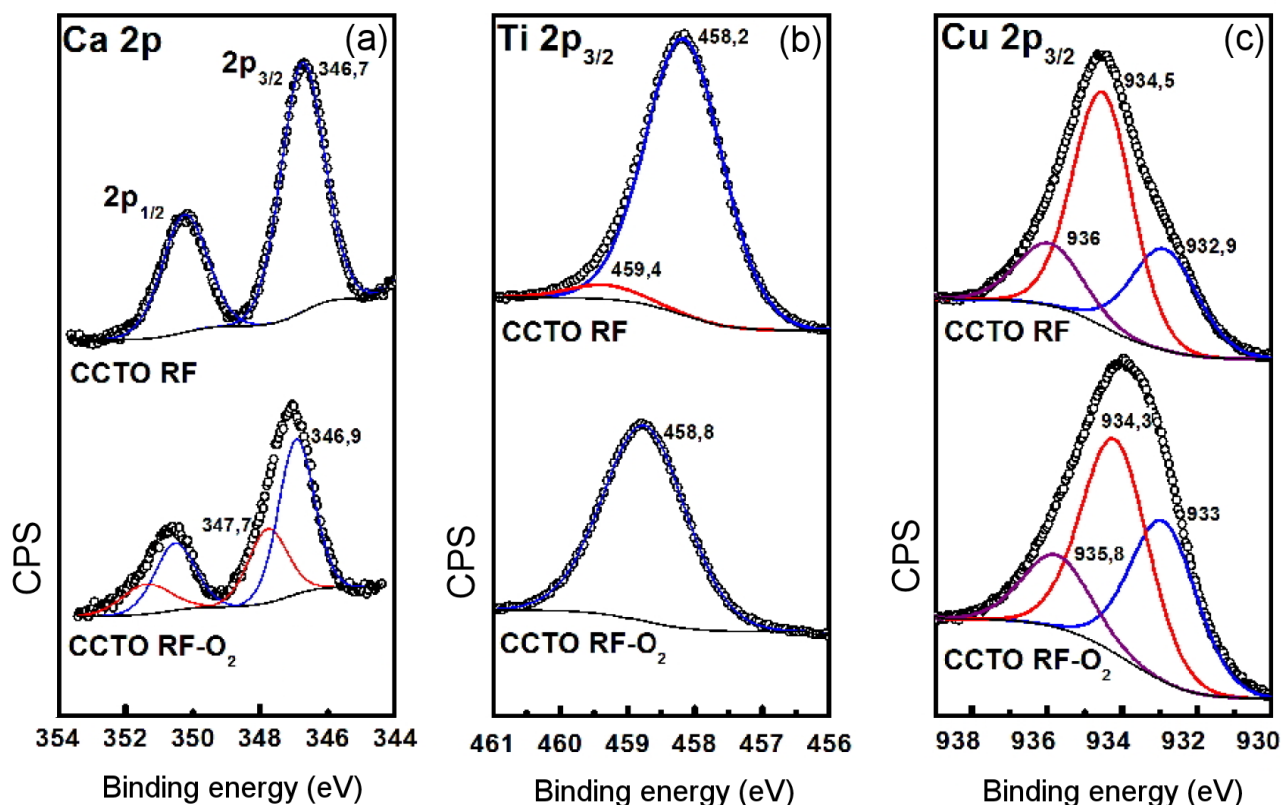 Ca 2p (a)
2p3/2 346,7
2p1/2
CCTO RF
346,9
347,7
CCTO RF-O2
CPS
354 352 350 348 346 344
Binding energy (eV)
Ti 2p3/2 458,2 (b)
459,4
CCTO RF
458,8
CCTO RF-O2
CPS
461 460 459 458 457 456
Binding energy (eV)
Cu 2p3/2 (c)
934,5
936
932,9
CCTO RF
934,3
933
935,8
CCTO RF-O2
CPS
938 936 934 932 930
Binding energy (eV)